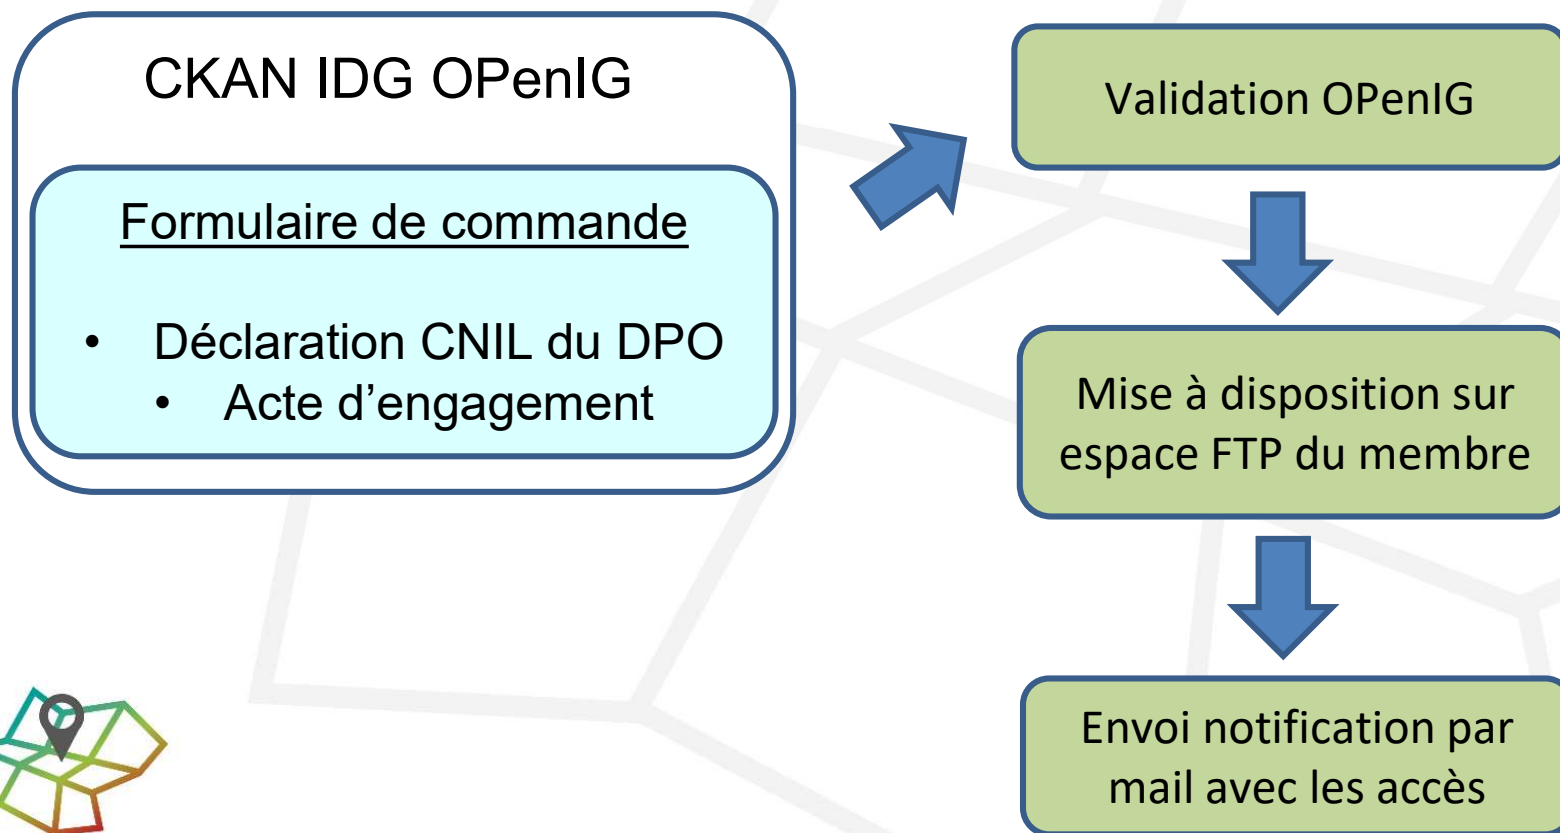 CKAN IDG OPenIG
Formulaire de commande
• Déclaration CNIL du DPO
• Acte d’engagement
Validation OPenIG
Mise à disposition sur
espace FTP du membre
Envoi notification par
mail avec les accès